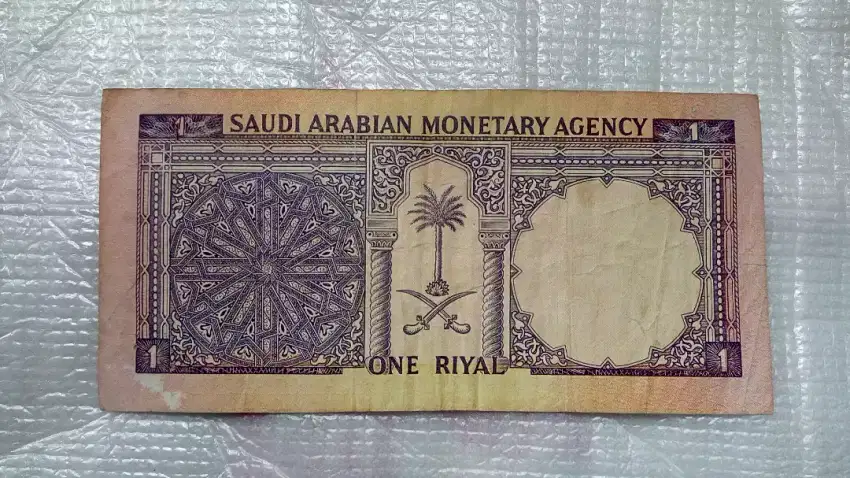 1 SAUDI ARABIAN MONETARY AGENCY 1
1 ONE RIYAL 1